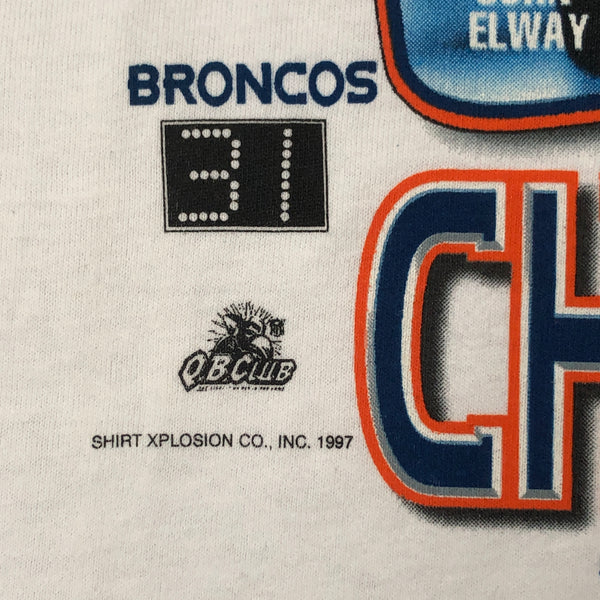 ELWAY
BRONCOS
31
CH
Q.B. CLUB
SHIRT XPLOSION CO., INC. 1997